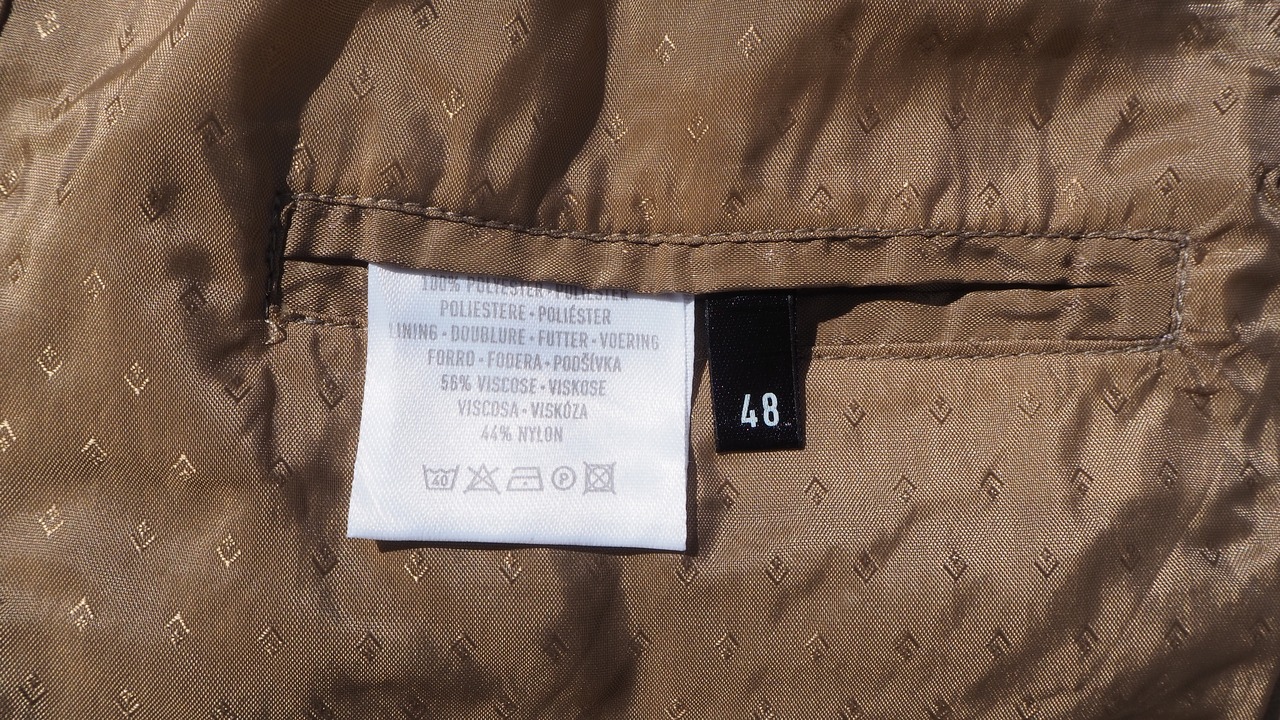 100% POLYESTER • POLIESTER
POLIESTERE • POLIÉSTER
LINING • DOUBLURE • FUTTER • VOERING
FORRO • FODERA • PODŠÍVKA
56% VISCOSE • VISKOSE
VISCOSA • VISKÓZA
44% NYLON
40 P
48